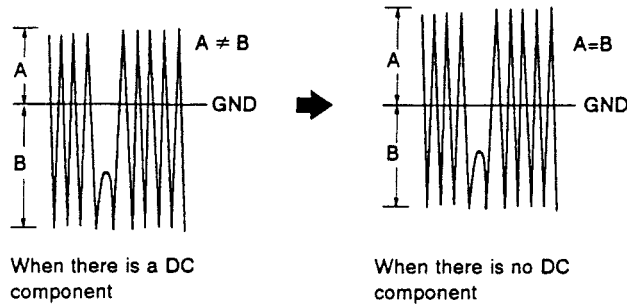 A ≠ B
A
GND
B
When there is a DC
component
A=B
A
GND
B
When there is no DC
component